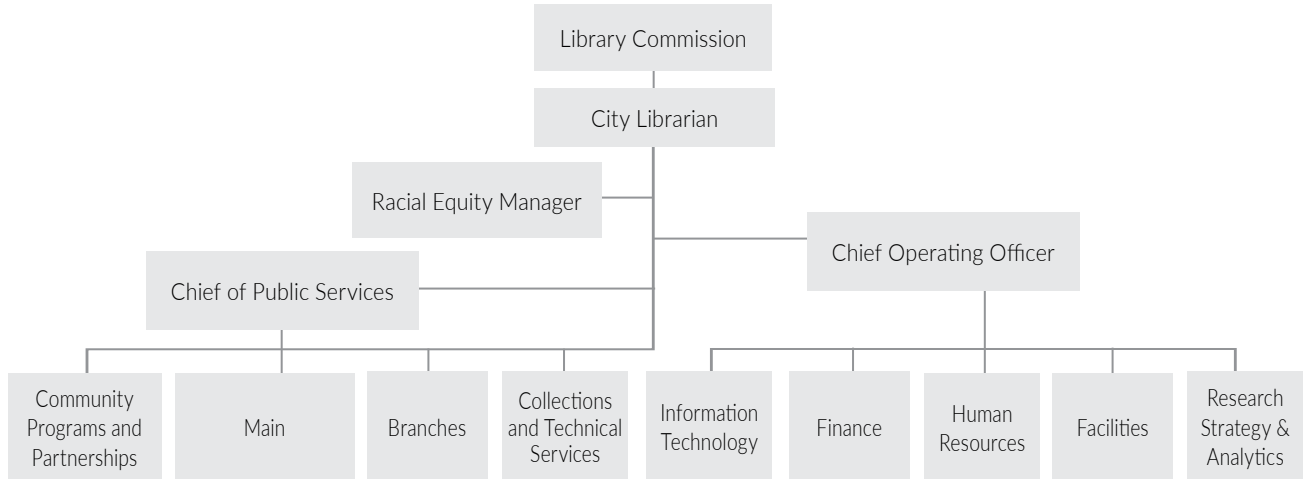 Library Commission
City Librarian
Racial Equity Manager
Chief Operating Officer
Chief of Public Services
Community
Programs and
Partnerships
Main
Branches
Collections
and Technical
Services
Information
Technology
Finance
Human
Resources
Facilities
Research
Strategy &
Analytics